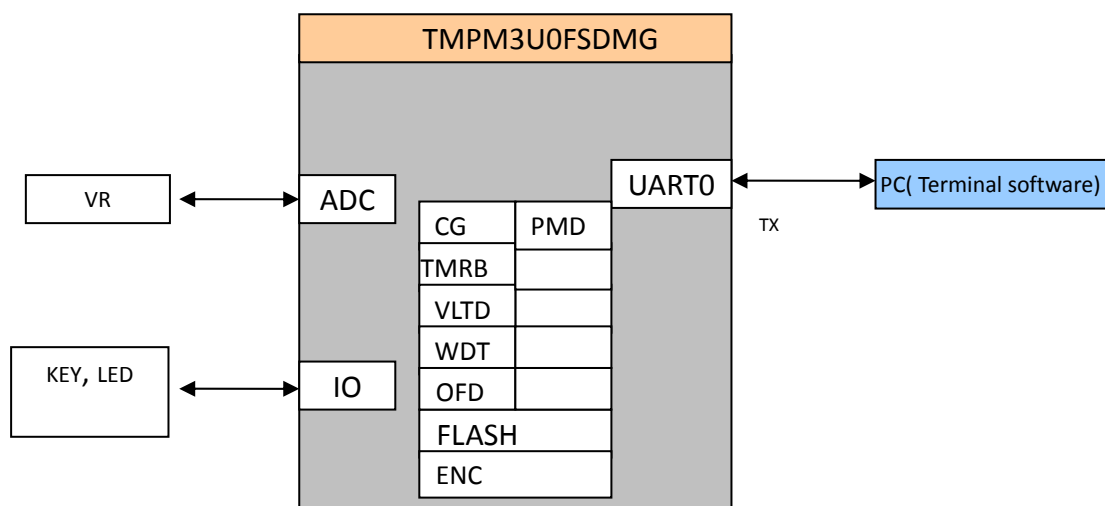 TMPM3U0FSDMG
VR
ADC
UART0
PC( Terminal software)
TX
CG
PMD
TMRB
VLTD
WDT
OFD
FLASH
ENC
KEY, LED
IO